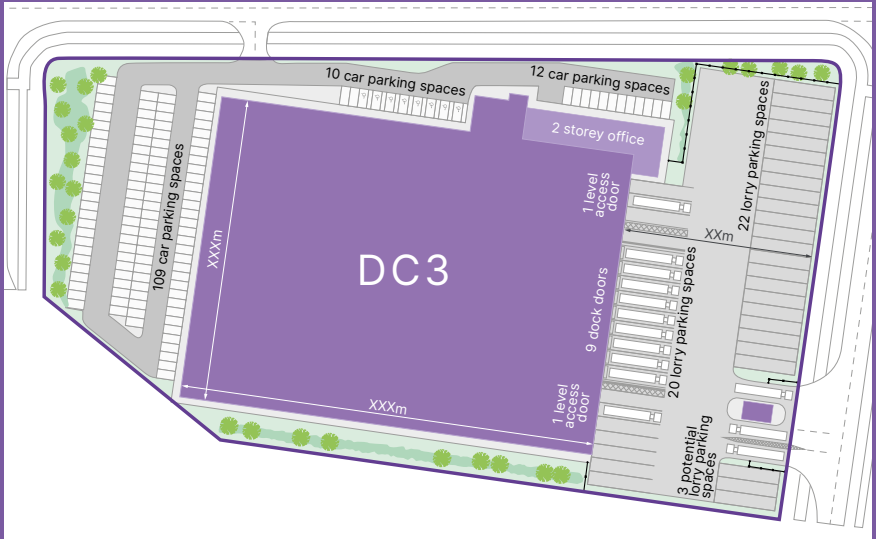 10 car parking spaces
12 car parking spaces
2 storey office
22 lorry parking spaces
1 level
access
door
109 car parking spaces
XXXm
XXm
DC3
9 dock doors
20 lorry parking spaces
1 level
access
door
XXXm
3 potential
lorry parking
spaces